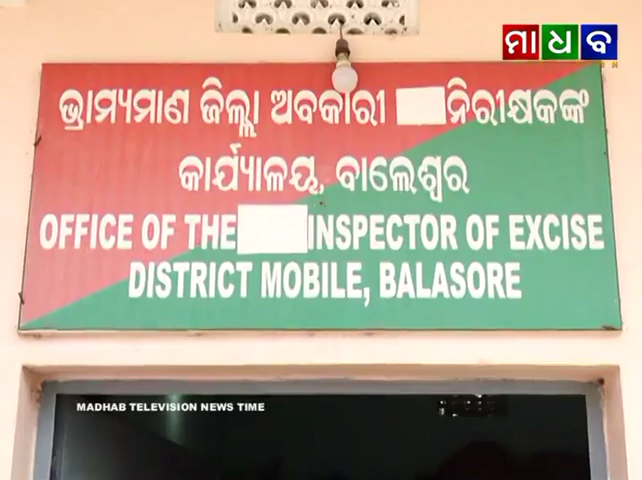 ମାଧବ
ଭ୍ରାମ୍ୟମାଣ ଜିଲ୍ଲା ଅବକାରୀ ନିରୀକ୍ଷକଙ୍କ
କାର୍ଯ୍ୟାଳୟ, ବାଲେଶ୍ୱର
OFFICE OF THE INSPECTOR OF EXCISE
DISTRICT MOBILE, BALASORE
MADHAB TELEVISION NEWS TIME